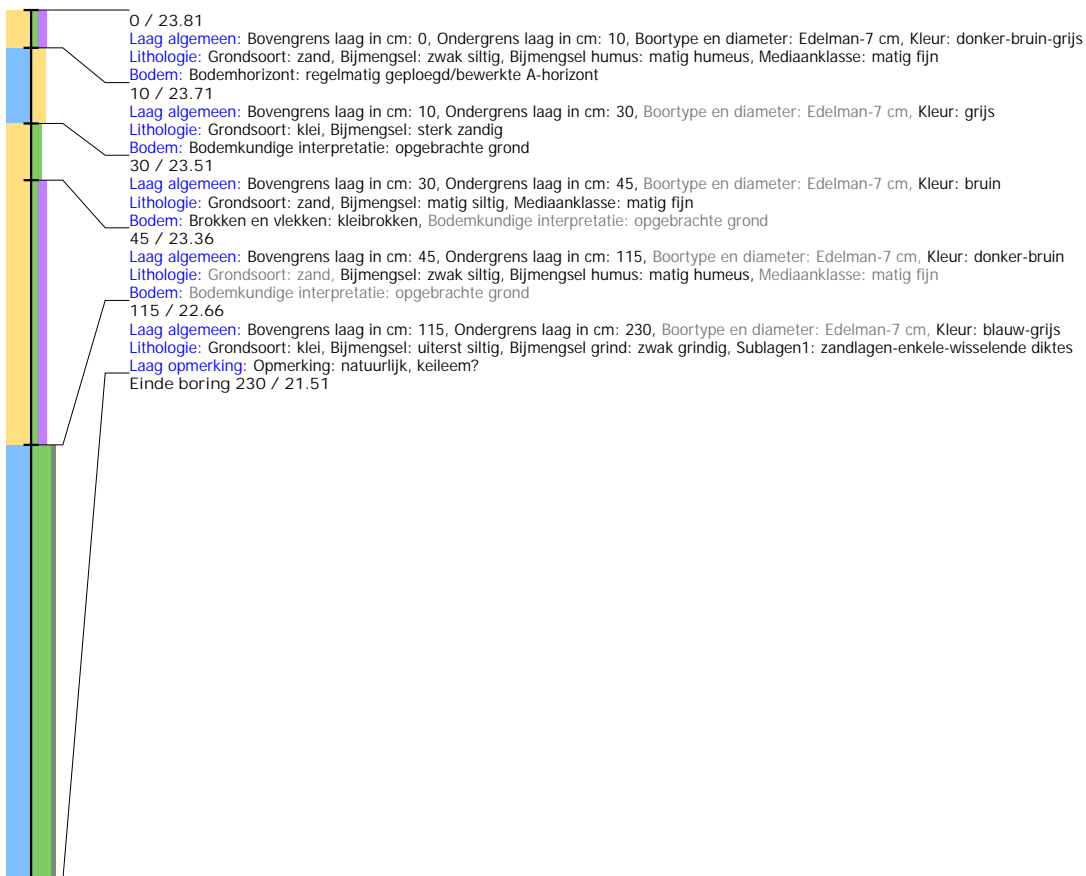 0 / 23.81
Laag algemeen: Bovengrens laag in cm: 0, Ondergrens laag in cm: 10, Boortype en diameter: Edelman-7 cm, Kleur: donker-bruin-grijs
Lithologie: Grondsoort: zand, Bijmengsel: zwak siltig, Bijmengsel humus: matig humeus, Mediaanklasse: matig fijn
Bodem: Bodemhorizont: regelmatig geploegd/bewerkte A-horizont
10 / 23.71
Laag algemeen: Bovengrens laag in cm: 10, Ondergrens laag in cm: 30, Boortype en diameter: Edelman-7 cm, Kleur: grijs
Lithologie: Grondsoort: klei, Bijmengsel: sterk zandig
Bodem: Bodemkundige interpretatie: opgebrachte grond
30 / 23.51
Laag algemeen: Bovengrens laag in cm: 30, Ondergrens laag in cm: 45, Boortype en diameter: Edelman-7 cm, Kleur: bruin
Lithologie: Grondsoort: zand, Bijmengsel: matig siltig, Mediaanklasse: matig fijn
Bodem: Brokken en vlekken: kleibrokken, Bodemkundige interpretatie: opgebrachte grond
45 / 23.36
Laag algemeen: Bovengrens laag in cm: 45, Ondergrens laag in cm: 115, Boortype en diameter: Edelman-7 cm, Kleur: donker-bruin
Lithologie: Grondsoort: zand, Bijmengsel: zwak siltig, Bijmengsel humus: matig humeus, Mediaanklasse: matig fijn
Bodem: Bodemkundige interpretatie: opgebrachte grond
115 / 22.66
Laag algemeen: Bovengrens laag in cm: 115, Ondergrens laag in cm: 230, Boortype en diameter: Edelman-7 cm, Kleur: blauw-grijs
Lithologie: Grondsoort: klei, Bijmengsel: uiterst siltig, Bijmengsel grind: zwak grindig, Sublagen1: zandlagen-enkele-wisselende diktes
Laag opmerking: Opmerking: natuurlijk, keileem?
Einde boring 230 / 21.51